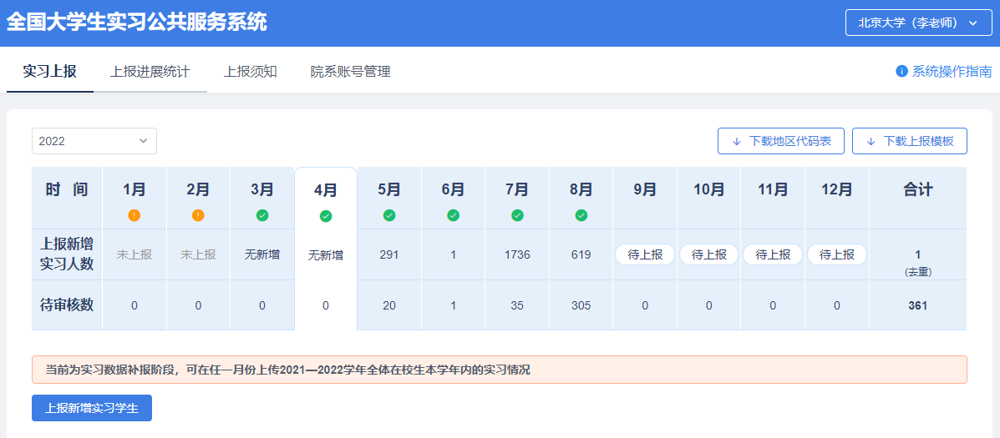 全国大学生实习公共服务系统
北京大学（李老师）
实习上报 上报进展统计 上报须知 院系账号管理 系统操作指南
2022 下载地区代码表 下载上报模板
时 间 1月 2月 3月 4月 5月 6月 7月 8月 9月 10月 11月 12月 合计
上报新增
实习人数 未上报 未上报 无新增 无新增 291 1 1736 619 待上报 待上报 待上报 待上报 1
(去重)
待审核数 0 0 0 0 20 1 35 305 0 0 0 0 361
当前为实习数据补报阶段，可在任一月份上传2021—2022学年全体在校生本学年内的实习情况
上报新增实习学生